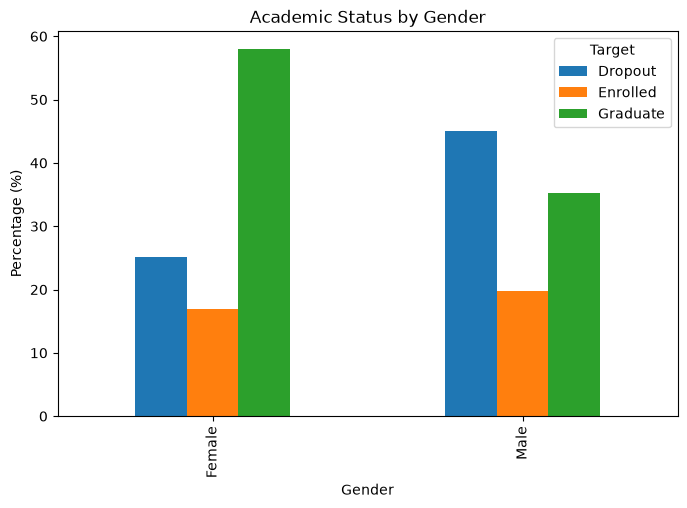 Academic Status by Gender
Target
Dropout
Enrolled
Graduate
Percentage (%)
60
50
40
30
20
10
0
Female
Male
Gender